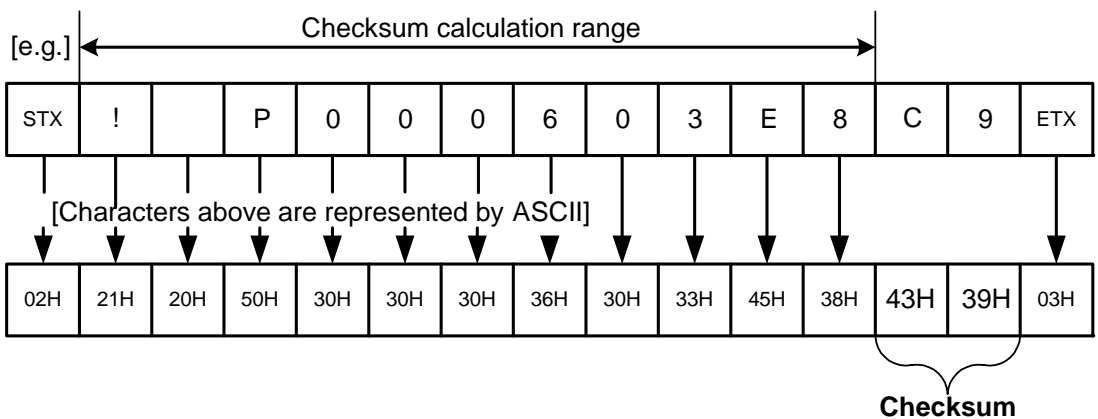 Checksum calculation range
[e.g.]
STX ! P 0 0 0 6 0 3 E 8 C 9 ETX
[Characters above are represented by ASCII]
02H 21H 20H 50H 30H 30H 30H 36H 30H 33H 45H 38H 43H 39H 03H
Checksum